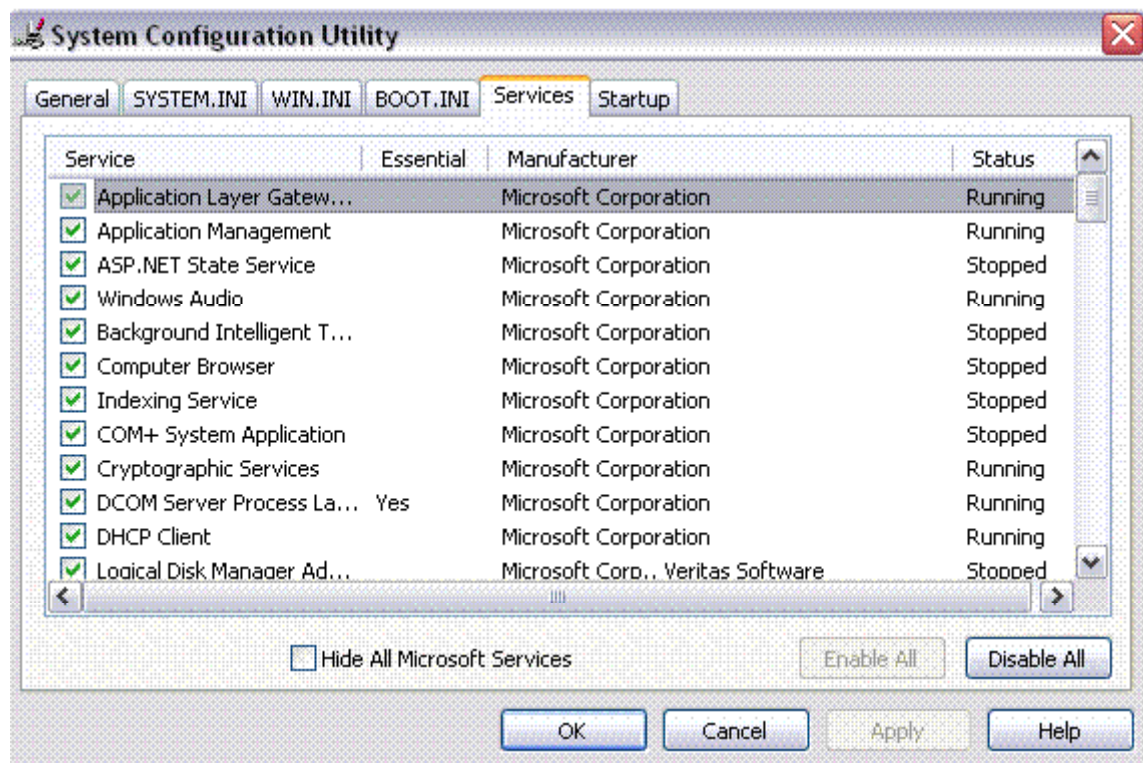 System Configuration Utility
General SYSTEM.INI WIN.INI BOOT.INI Services Startup
Service Essential Manufacturer Status
Application Layer Gatew... Microsoft Corporation Running
Application Management Microsoft Corporation Running
ASP.NET State Service Microsoft Corporation Stopped
Windows Audio Microsoft Corporation Running
Background Intelligent T... Microsoft Corporation Stopped
Computer Browser Microsoft Corporation Stopped
Indexing Service Microsoft Corporation Stopped
COM+ System Application Microsoft Corporation Stopped
Cryptographic Services Microsoft Corporation Running
DCOM Server Process La... Yes Microsoft Corporation Running
DHCP Client Microsoft Corporation Running
Logical Disk Manager Ad... Microsoft Corp., Veritas Software Stopped
Hide All Microsoft Services Enable All Disable All
OK Cancel Apply Help